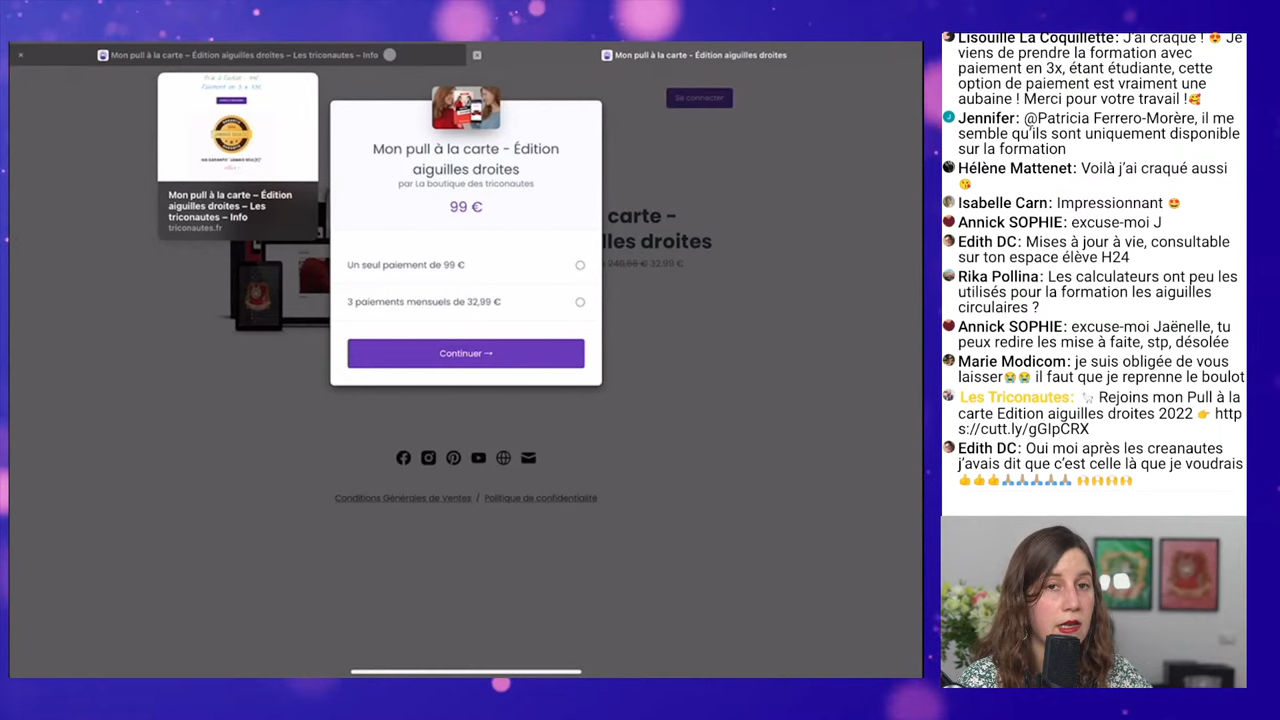 Mon pull à la carte – Édition aiguilles droites – Les triconautes – Info
Mon pull à la carte - Édition aiguilles droites
Se connecter
Mon pull à la carte – Édition
aiguilles droites – Les
triconautes – Info
triconautes.fr
Mon pull à la carte - Édition
aiguilles droites
par La boutique des triconautes
99 €
Un seul paiement de 99 €
3 paiements mensuels de 32,99 €
Continuer →
carte -
lles droites
32,99 €
Conditions Générales de Ventes / Politique de confidentialité
Lisouille La Coquillette: J'ai craqué ! 😍 Je
viens de prendre la formation avec
paiement en 3x, étant étudiante, cette
option de paiement est vraiment une
aubaine ! Merci pour votre travail !🥰
Jennifer: @Patricia Ferrero-Morère, il me
semble qu'ils sont uniquement disponible
sur la formation
Hélène Mattenet: Voilà j'ai craqué aussi
😘
Isabelle Carn: Impressionnant 🤩
Annick SOPHIE: excuse-moi J
Edith DC: Mises à jour à vie, consultable
sur ton espace élève H24
Rika Pollina: Les calculateurs ont peu les
utilisés pour la formation les aiguilles
circulaires ?
Annick SOPHIE: excuse-moi Jaënelle, tu
peux redire les mise à faite, stp, désolée
Marie Modicom: je suis obligée de vous
laisser😭😭 il faut que je reprenne le boulot
Les Triconautes: 🦙 Rejoins mon Pull à la
carte Edition aiguilles droites 2022 👉 http
s://cutt.ly/gGIpCRX
Edith DC: Oui moi après les creanautes
j'avais dit que c'est celle là que je voudrais
👍👍👍🙏🏼🙏🏼🙏🏼🙏🏼🙏🏼 🙌🙌🙌🙌